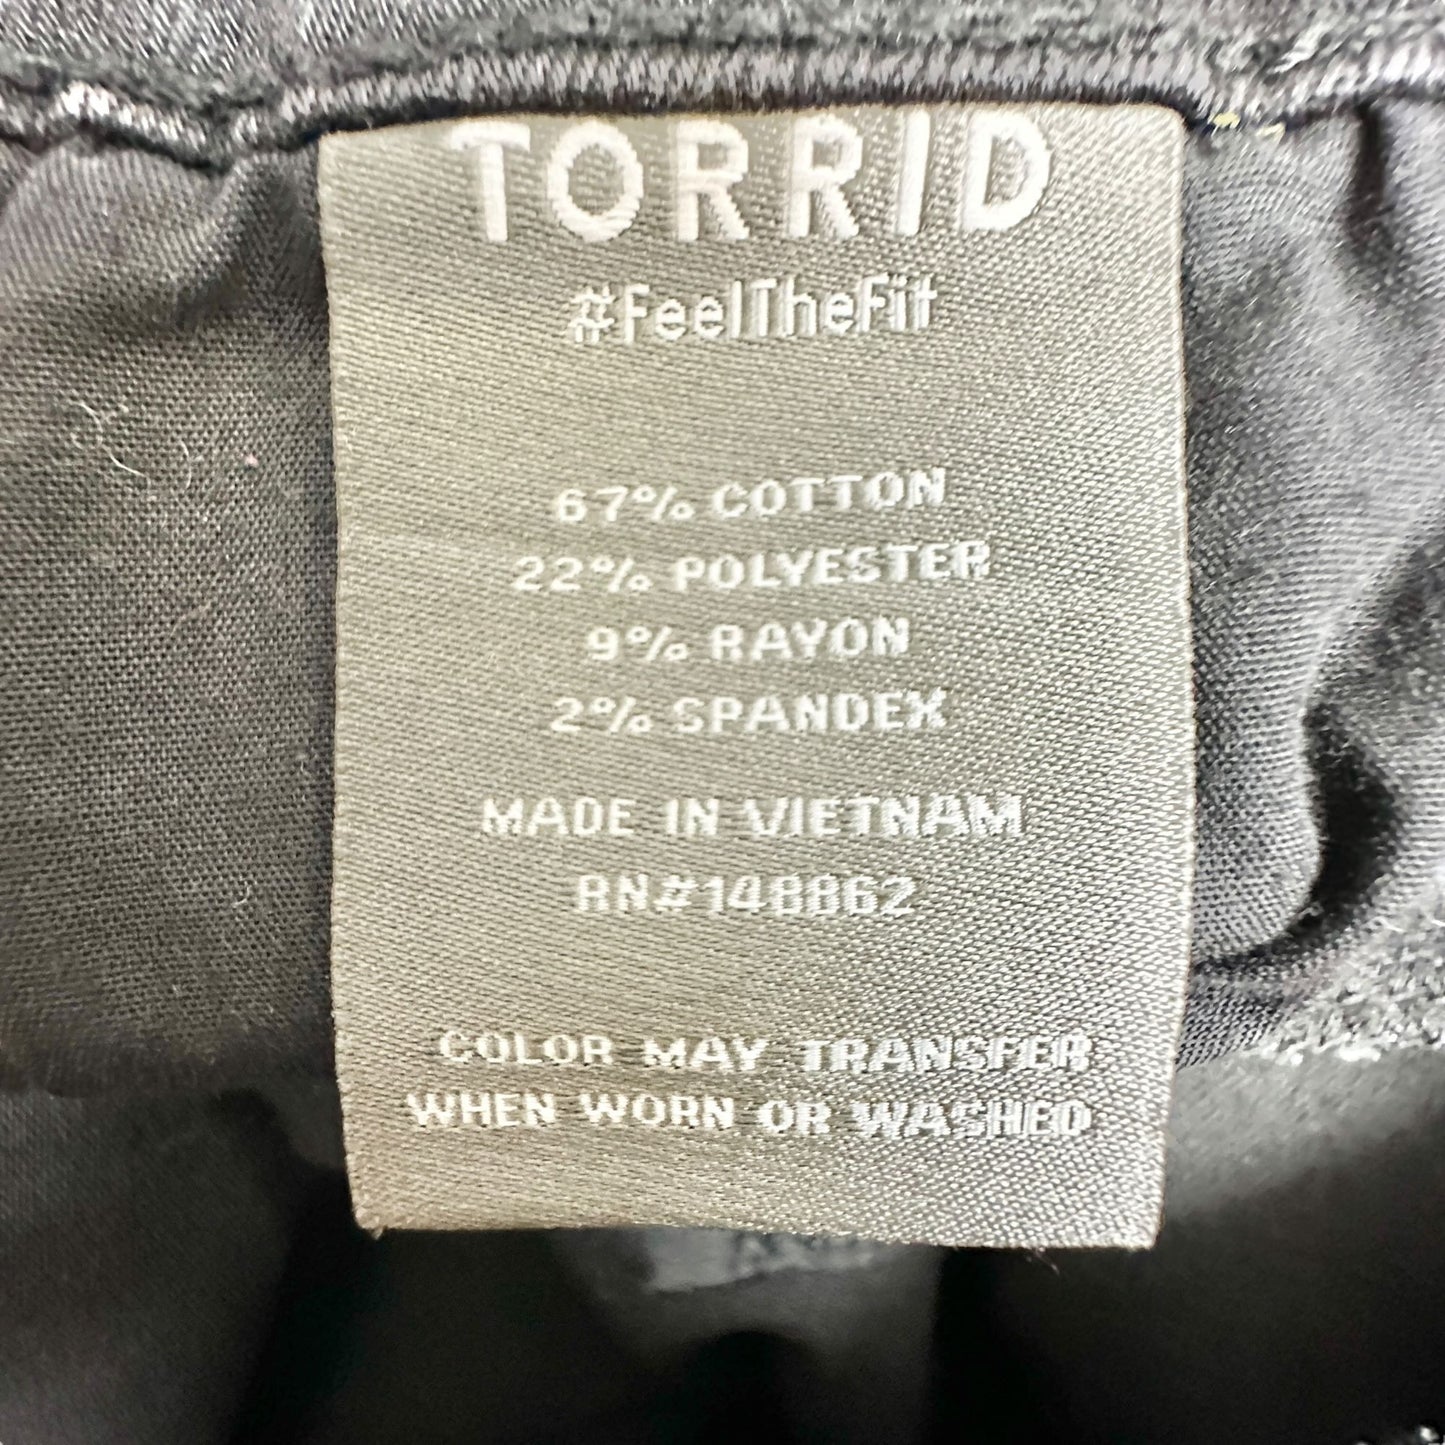 TORRID
#FeelTheFit
67% COTTON
22% POLYESTER
9% RAYON
2% SPANDEX
MADE IN VIETNAM
RN#148862
COLOR MAY TRANSFER
WHEN WORN OR WASHED